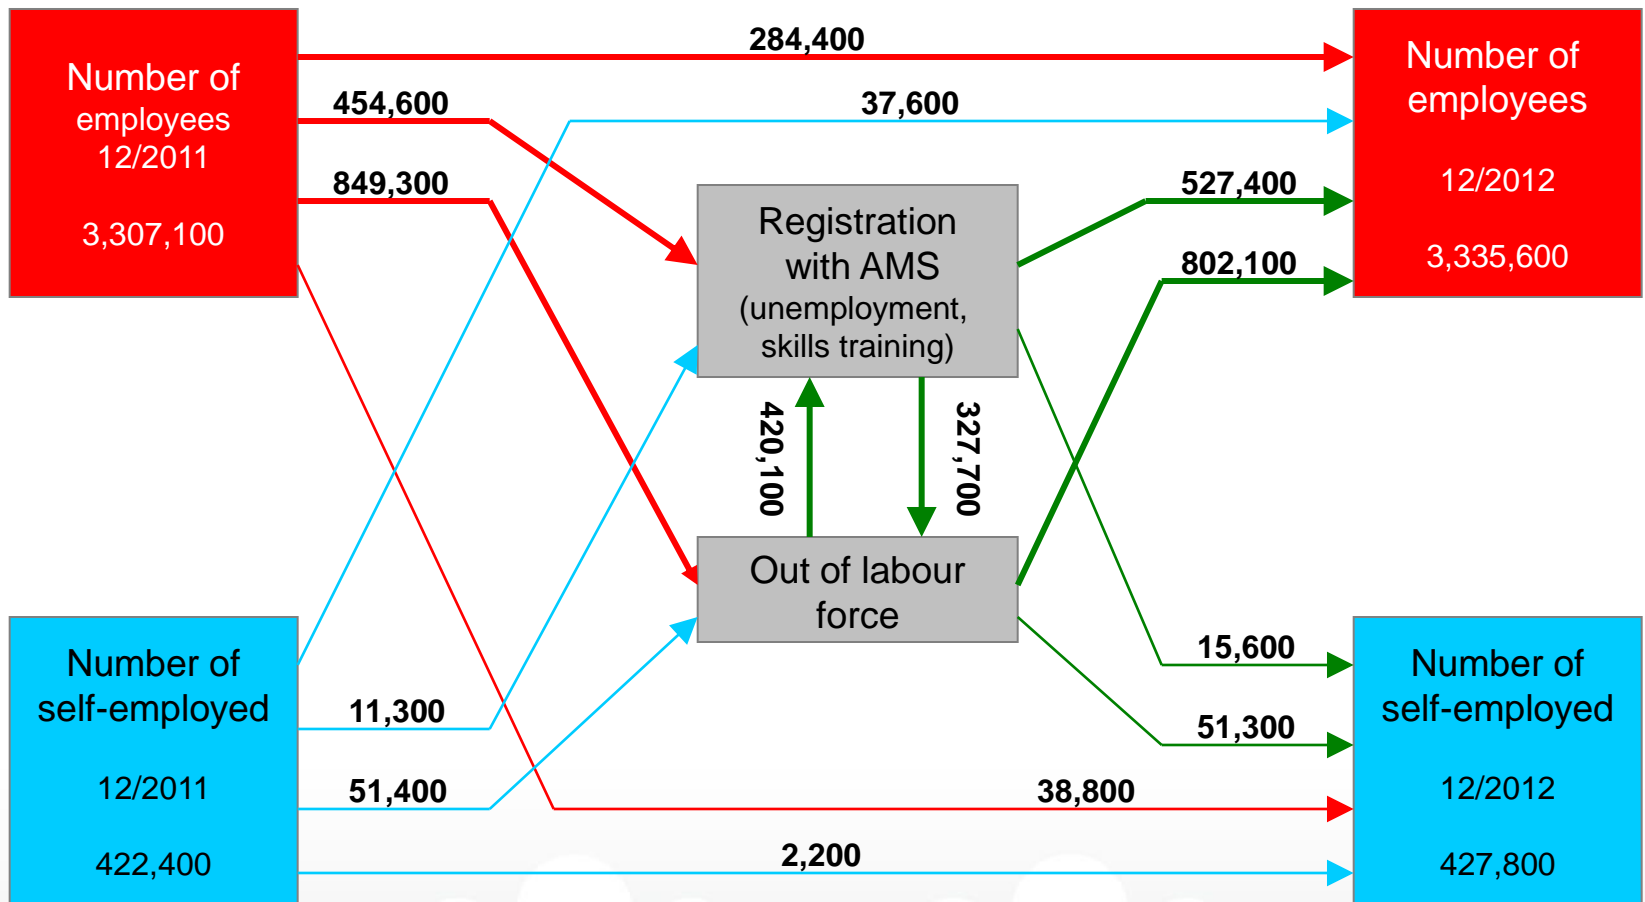 Number of
employees
12/2011
3,307,100
284,400
454,600
37,600
849,300
Number of
employees
12/2012
3,335,600
Registration
with AMS
(unemployment,
skills training)
527,400
802,100
420,100
327,700
Out of labour
force
Number of
self-employed
12/2011
422,400
11,300
51,400
15,600
51,300
38,800
2,200
Number of
self-employed
12/2012
427,800